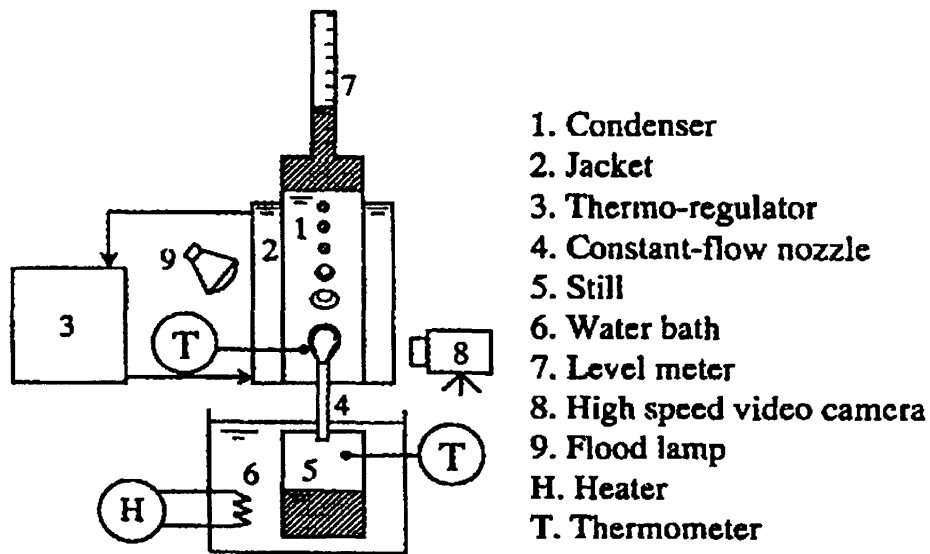 7
1
2
9
3
T
8
4
T
6
5
H
1. Condenser
2. Jacket
3. Thermo-regulator
4. Constant-flow nozzle
5. Still
6. Water bath
7. Level meter
8. High speed video camera
9. Flood lamp
H. Heater
T. Thermometer